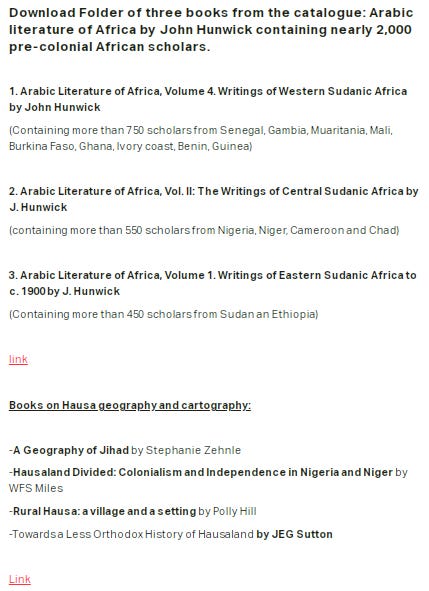 Download Folder of three books from the catalogue: Arabic
literature of Africa by John Hunwick containing nearly 2,000
pre-colonial African scholars.
1. Arabic Literature of Africa, Volume 4. Writings of Western Sudanic Africa
by John Hunwick
(Containing more than 750 scholars from Senegal, Gambia, Muaritania, Mali,
Burkina Faso, Ghana, Ivory coast, Benin, Guinea)
2. Arabic Literature of Africa, Vol. II: The Writings of Central Sudanic Africa by
J. Hunwick
(containing more than 550 scholars from Nigeria, Niger, Cameroon and Chad)
3. Arabic Literature of Africa, Volume 1. Writings of Eastern Sudanic Africa to
c. 1900 by J. Hunwick
(Containing more than 450 scholars from Sudan an Ethiopia)
link
Books on Hausa geography and cartography:
-A Geography of Jihad by Stephanie Zehnle
-Hausaland Divided: Colonialism and Independence in Nigeria and Niger by
WFS Miles
-Rural Hausa: a village and a setting by Polly Hill
-Towards a Less Orthodox History of Hausaland by JEG Sutton
Link